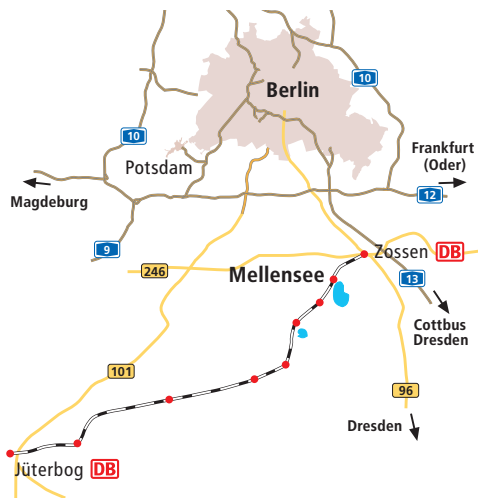 10
Berlin
10
Frankfurt
(Oder)
Potsdam
Magdeburg
12
9
Zossen DB
246
Mellensee
13
Cottbus
Dresden
101
96
Dresden
Jüterbog DB